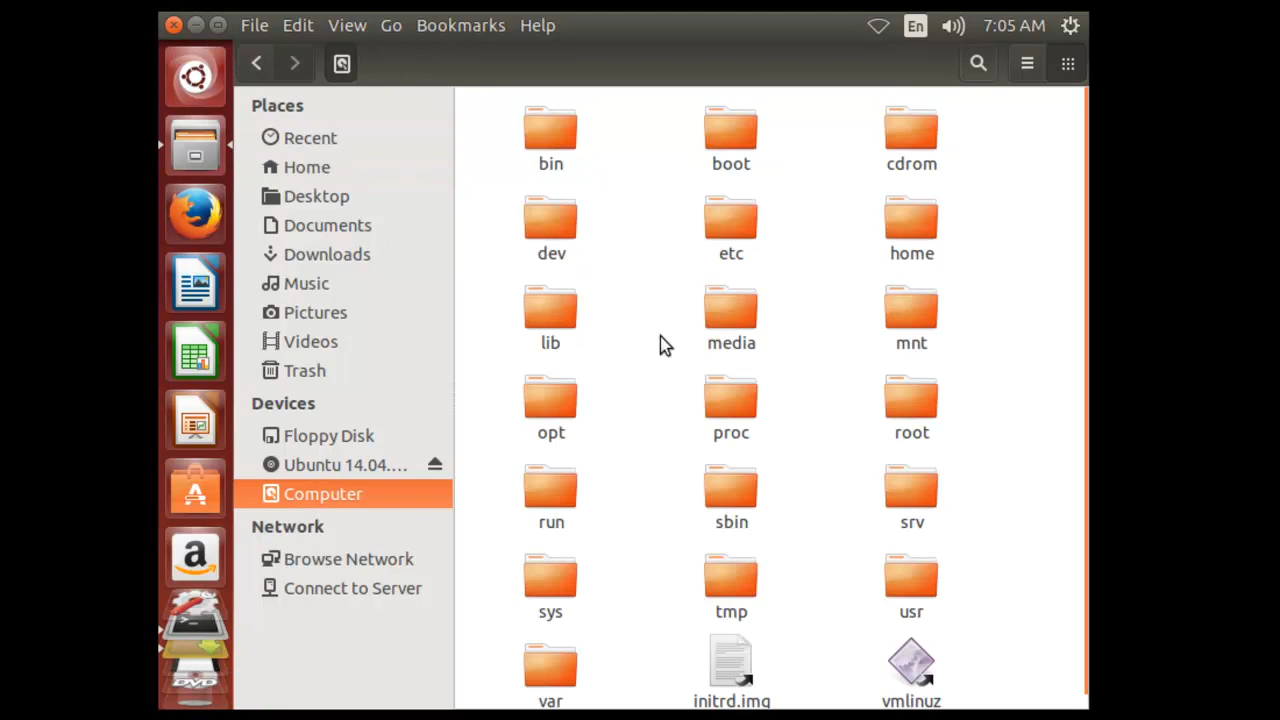 File Edit View Go Bookmarks Help
En 7:05 AM
Places
Recent
Home
Desktop
Documents
Downloads
Music
Pictures
Videos
Trash
Devices
Floppy Disk
Ubuntu 14.04....
Computer
Network
Browse Network
Connect to Server
bin boot cdrom
dev etc home
lib media mnt
opt proc root
run sbin srv
sys tmp usr
var initrd.img vmlinuz
a
DVD